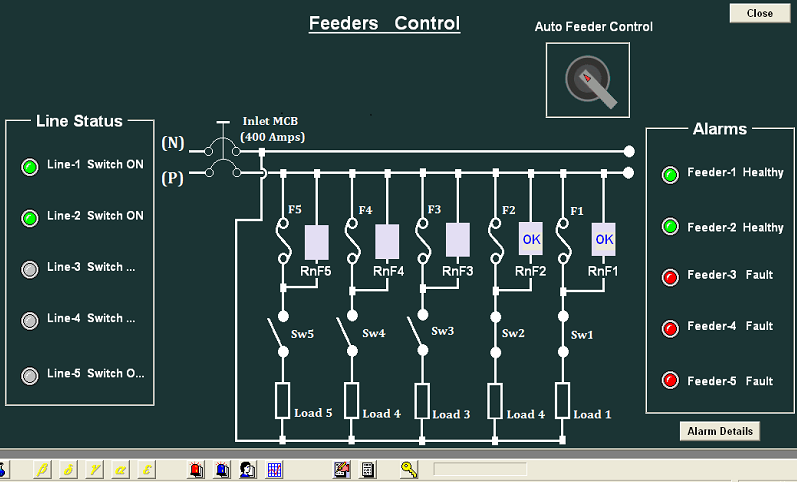 Feeders Control
Close
Auto Feeder Control
Line Status
Line-1 Switch ON
Line-2 Switch ON
Line-3 Switch ...
Line-4 Switch ...
Line-5 Switch O...
Inlet MCB
(400 Amps)
(N)
(P)
F5
F4
F3
F2
F1
OK
OK
RnF5
RnF4
RnF3
RnF2
RnF1
Sw5
Sw4
Sw3
Sw2
Sw1
Load 5
Load 4
Load 3
Load 4
Load 1
Alarms
Feeder-1 Healthy
Feeder-2 Healthy
Feeder-3 Fault
Feeder-4 Fault
Feeder-5 Fault
Alarm Details
β δ γ α ε